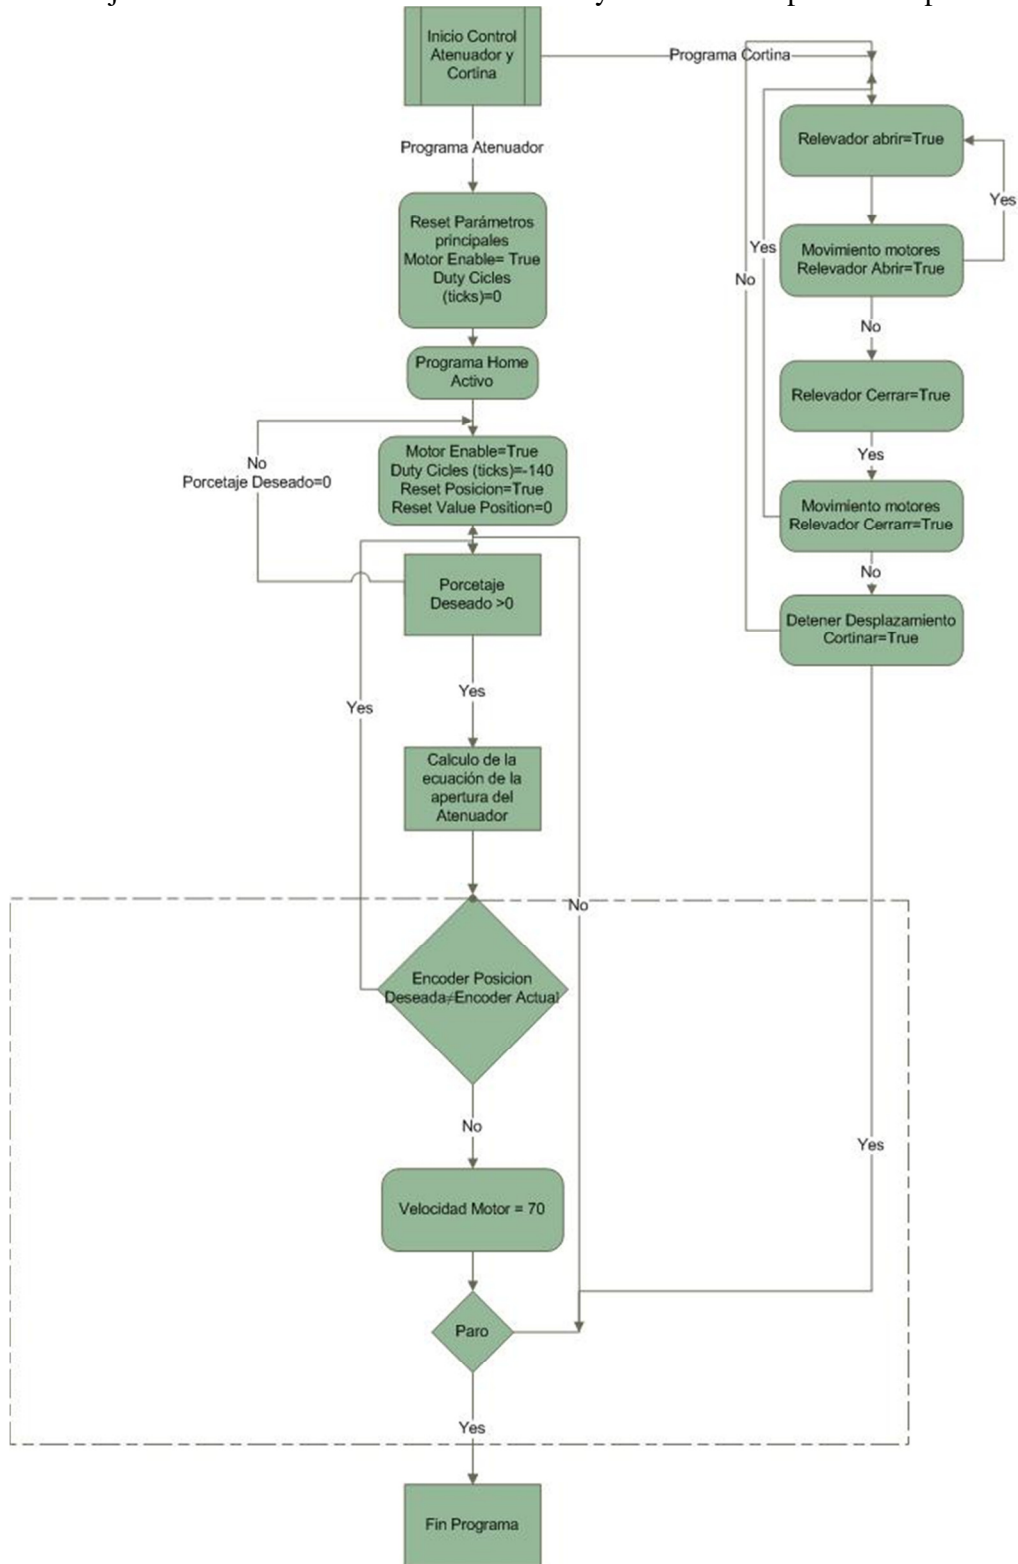 Inicio Control
Atenuador y
Cortina
Programa Cortina
Programa Atenuador
Relevador abrir=True
Yes
Reset Parámetros
principales
Motor Enable= True
Duty Cicles
(ticks)=0
Movimiento motores
Relevador Abrir=True
Yes
No
No
Programa Home
Activo
Relevador Cerrar=True
Yes
Motor Enable=True
Duty Cicles (ticks)=-140
Reset Posicion=True
Reset Value Position=0
No
Porcetaje Deseado=0
Movimiento motores
Relevador Cerrarr=True
No
Porcetaje
Deseado >0
Detener Desplazamiento
Cortinar=True
Yes
Yes
Calculo de la
ecuación de la
apertura del
Atenuador
No
Encoder Posicion
Deseada≠Encoder Actual
No
Yes
Velocidad Motor = 70
Paro
Yes
Fin Programa